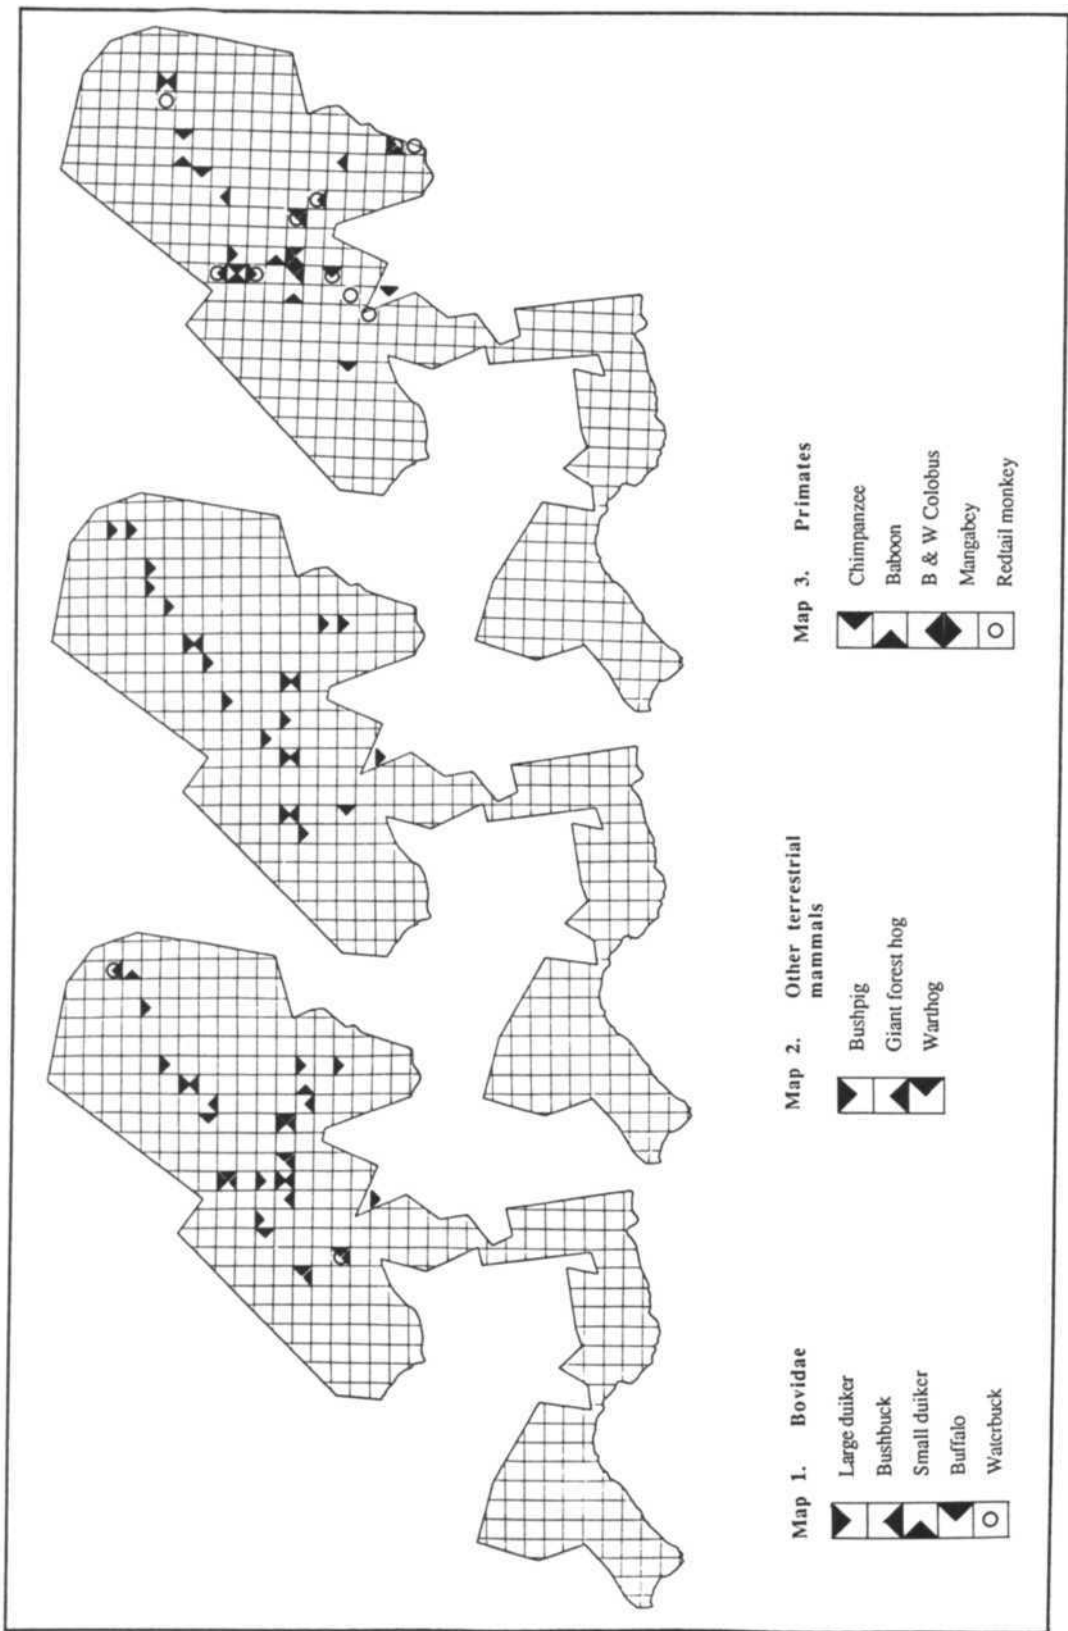 Map 1. Bovidae
Large duiker
Bushbuck
Small duiker
Buffalo
Waterbuck
Map 2. Other terrestrial
mammals
Bushpig
Giant forest hog
Warthog
Map 3. Primates
Chimpanzee
Baboon
B & W Colobus
Mangabey
Redtail monkey